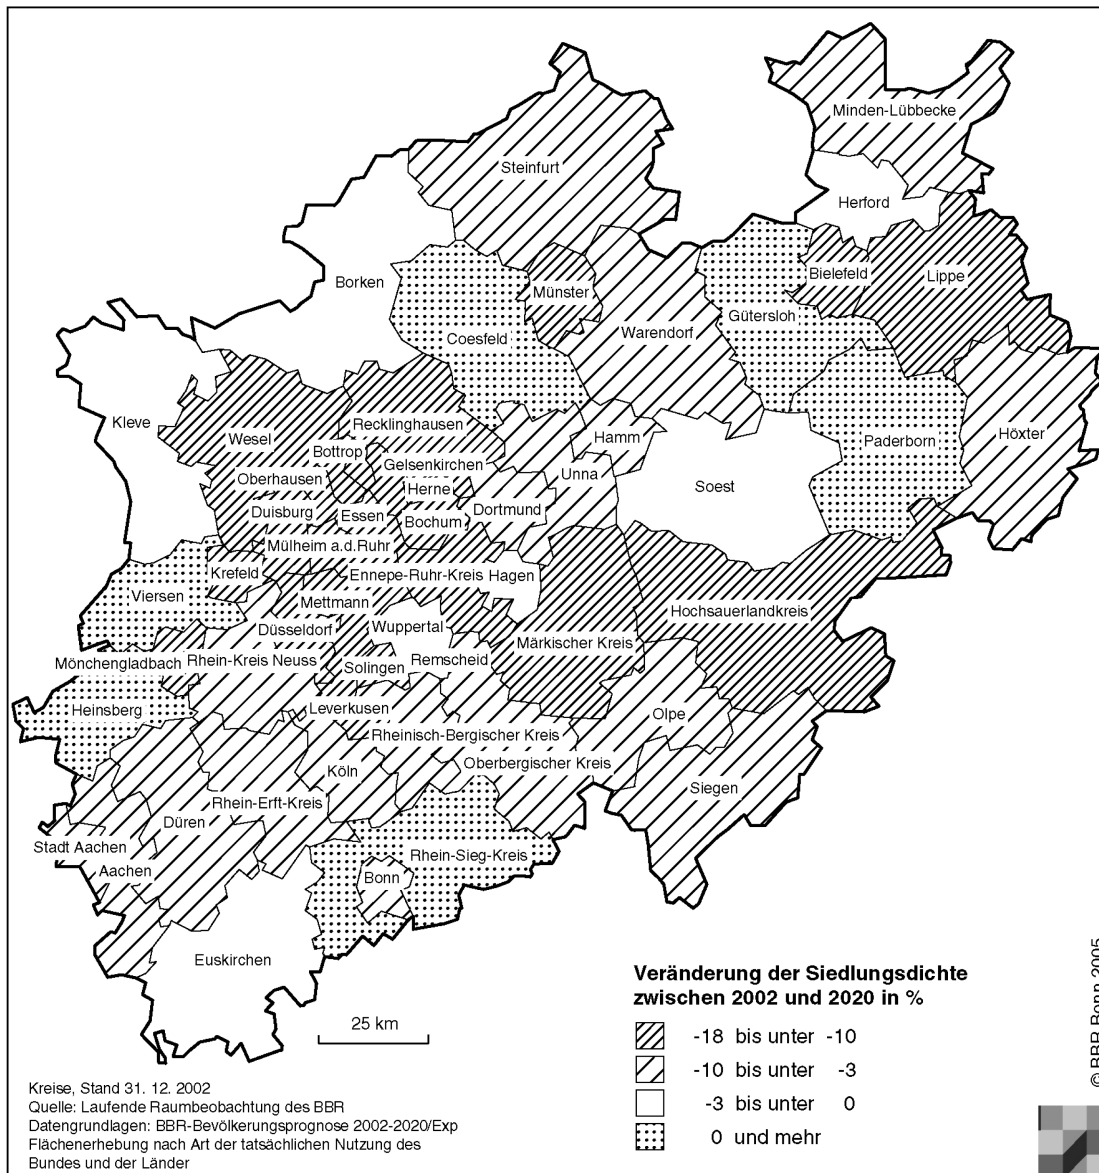 Minden-Lübbecke
Steinfurt
Herford
Borken
Bielefeld
Lippe
Münster
Gütersloh
Coesfeld
Warendorf
Kleve
Recklinghausen
Wesel
Hamm
Paderborn
Höxter
Bottrop
Gelsenkirchen
Unna
Oberhausen
Herne
Soest
Duisburg
Essen
Bochum
Dortmund
Mülheim a.d.Ruhr
Krefeld
Ennepe-Ruhr-Kreis
Hagen
Viersen
Mettmann
Hochsauerlandkreis
Düsseldorf
Wuppertal
Märkischer Kreis
Mönchengladbach
Rhein-Kreis Neuss
Solingen
Remscheid
Heinsberg
Leverkusen
Olpe
Rheinisch-Bergischer Kreis
Köln
Oberbergischer Kreis
Rhein-Erft-Kreis
Siegen
Düren
Stadt Aachen
Rhein-Sieg-Kreis
Aachen
Bonn
Euskirchen
Veränderung der Siedlungsdichte
zwischen 2002 und 2020 in %
-18 bis unter -10
-10 bis unter -3
-3 bis unter 0
0 und mehr
25 km
Kreise, Stand 31. 12. 2002
Quelle: Laufende Raumbeobachtung des BBR
Datengrundlagen: BBR-Bevölkerungsprognose 2002-2020/Exp
Flächenerhebung nach Art der tatsächlichen Nutzung des
Bundes und der Länder
© BBR Bonn 2005